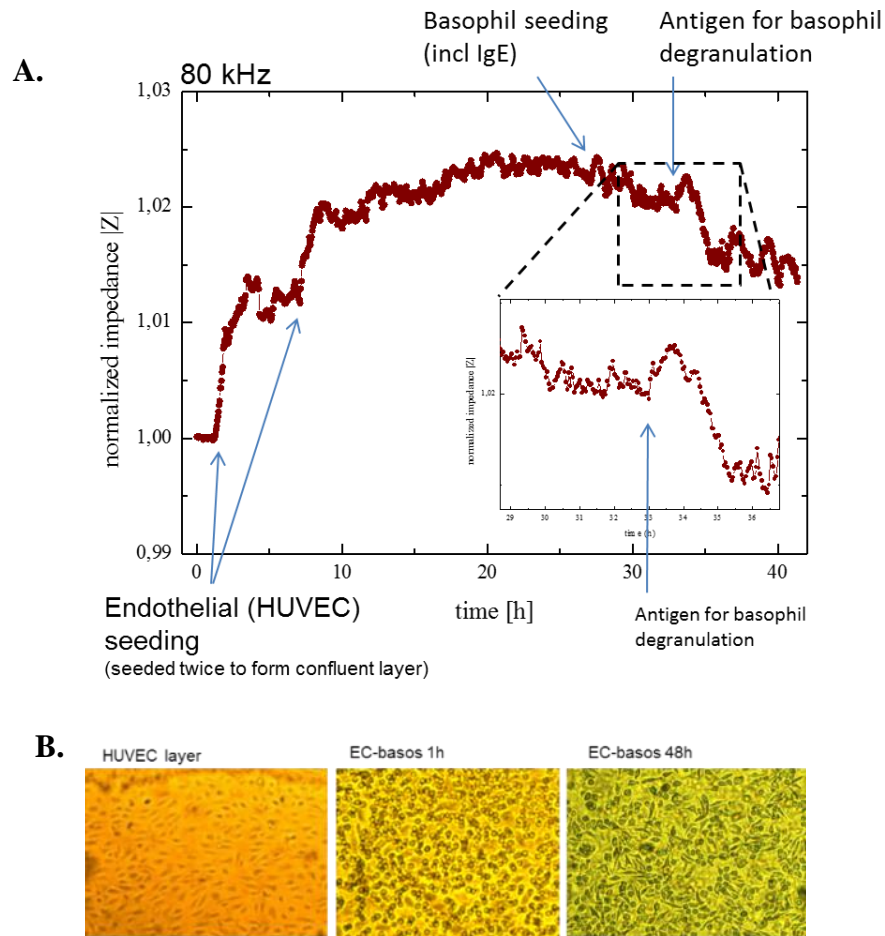 A.
80 kHz
Basophil seeding
(incl IgE)
Antigen for basophil
degranulation
1,03
1,02
1,01
1,00
0,99
normalized impedance |Z|
0
10
20
30
40
time [h]
normalized impedance |Z|
1,02
29
30
31
32
33
34
35
36
time (h)
Endothelial (HUVEC)
seeding
(seeded twice to form confluent layer)
Antigen for basophil
degranulation
B.
HUVEC layer
EC-basos 1h
EC-basos 48h